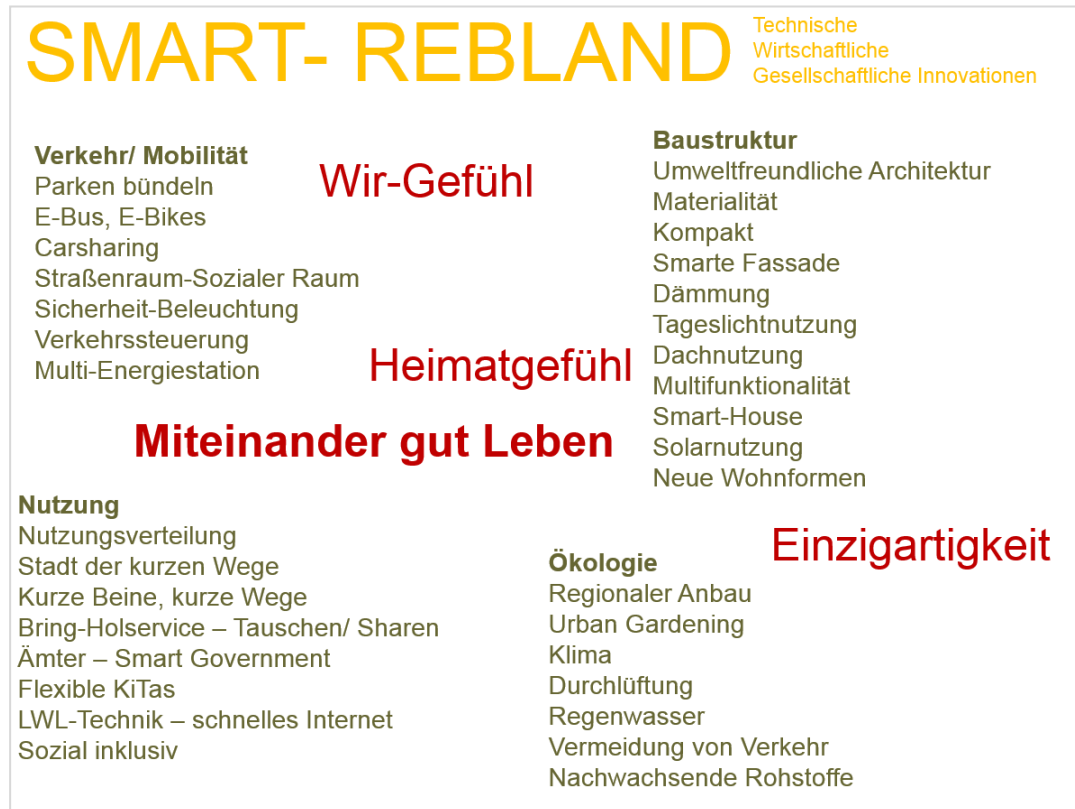 SMART- REBLAND
Technische
Wirtschaftliche
Gesellschaftliche Innovationen
Verkehr/ Mobilität
Parken bündeln
E-Bus, E-Bikes
Carsharing
Straßenraum-Sozialer Raum
Sicherheit-Beleuchtung
Verkehrssteuerung
Multi-Energiestation
Wir-Gefühl
Heimatgefühl
Miteinander gut Leben
Baustruktur
Umweltfreundliche Architektur
Materialität
Kompakt
Smarte Fassade
Dämmung
Tageslichtnutzung
Dachnutzung
Multifunktionalität
Smart-House
Solarnutzung
Neue Wohnformen
Nutzung
Nutzungsverteilung
Stadt der kurzen Wege
Kurze Beine, kurze Wege
Bring-Holservice – Tauschen/ Sharen
Ämter – Smart Government
Flexible KiTas
LWL-Technik – schnelles Internet
Sozial inklusiv
Einzigartigkeit
Ökologie
Regionaler Anbau
Urban Gardening
Klima
Durchlüftung
Regenwasser
Vermeidung von Verkehr
Nachwachsende Rohstoffe